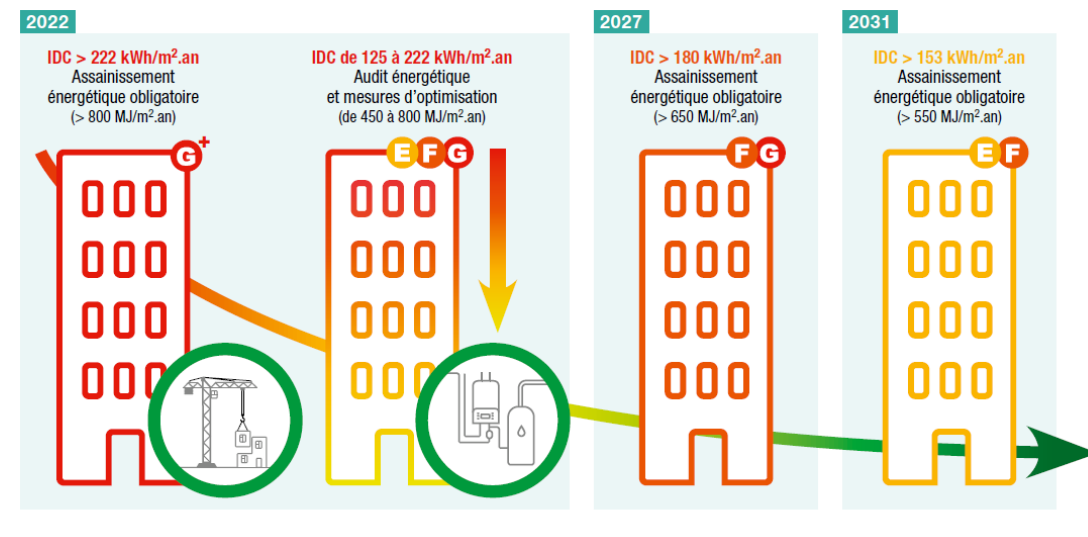 2022
IDC > 222 kWh/m².an
Assainissement
énergétique obligatoire
(> 800 MJ/m².an)
G+
IDC de 125 à 222 kWh/m².an
Audit énergétique
et mesures d'optimisation
(de 450 à 800 MJ/m².an)
E F G
2027
IDC > 180 kWh/m².an
Assainissement
énergétique obligatoire
(> 650 MJ/m².an)
F G
2031
IDC > 153 kWh/m².an
Assainissement
énergétique obligatoire
(> 550 MJ/m².an)
E F